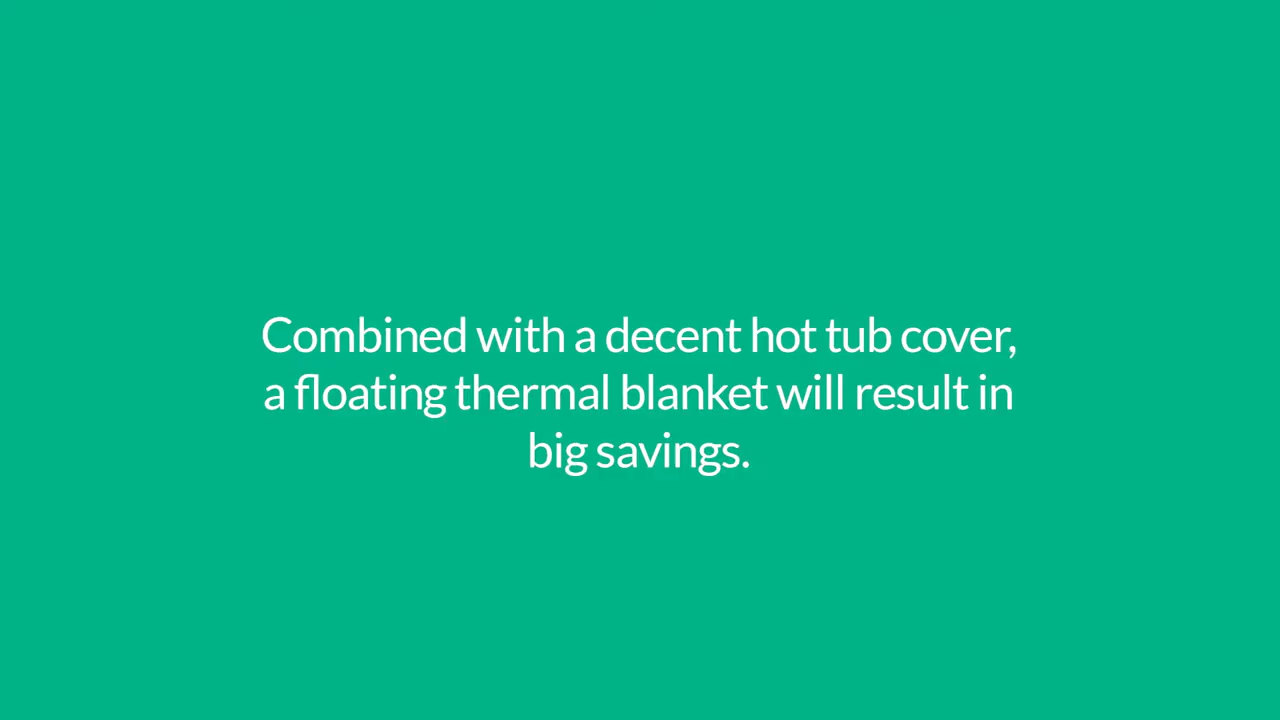 Combined with a decent hot tub cover,
a floating thermal blanket will result in
big savings.